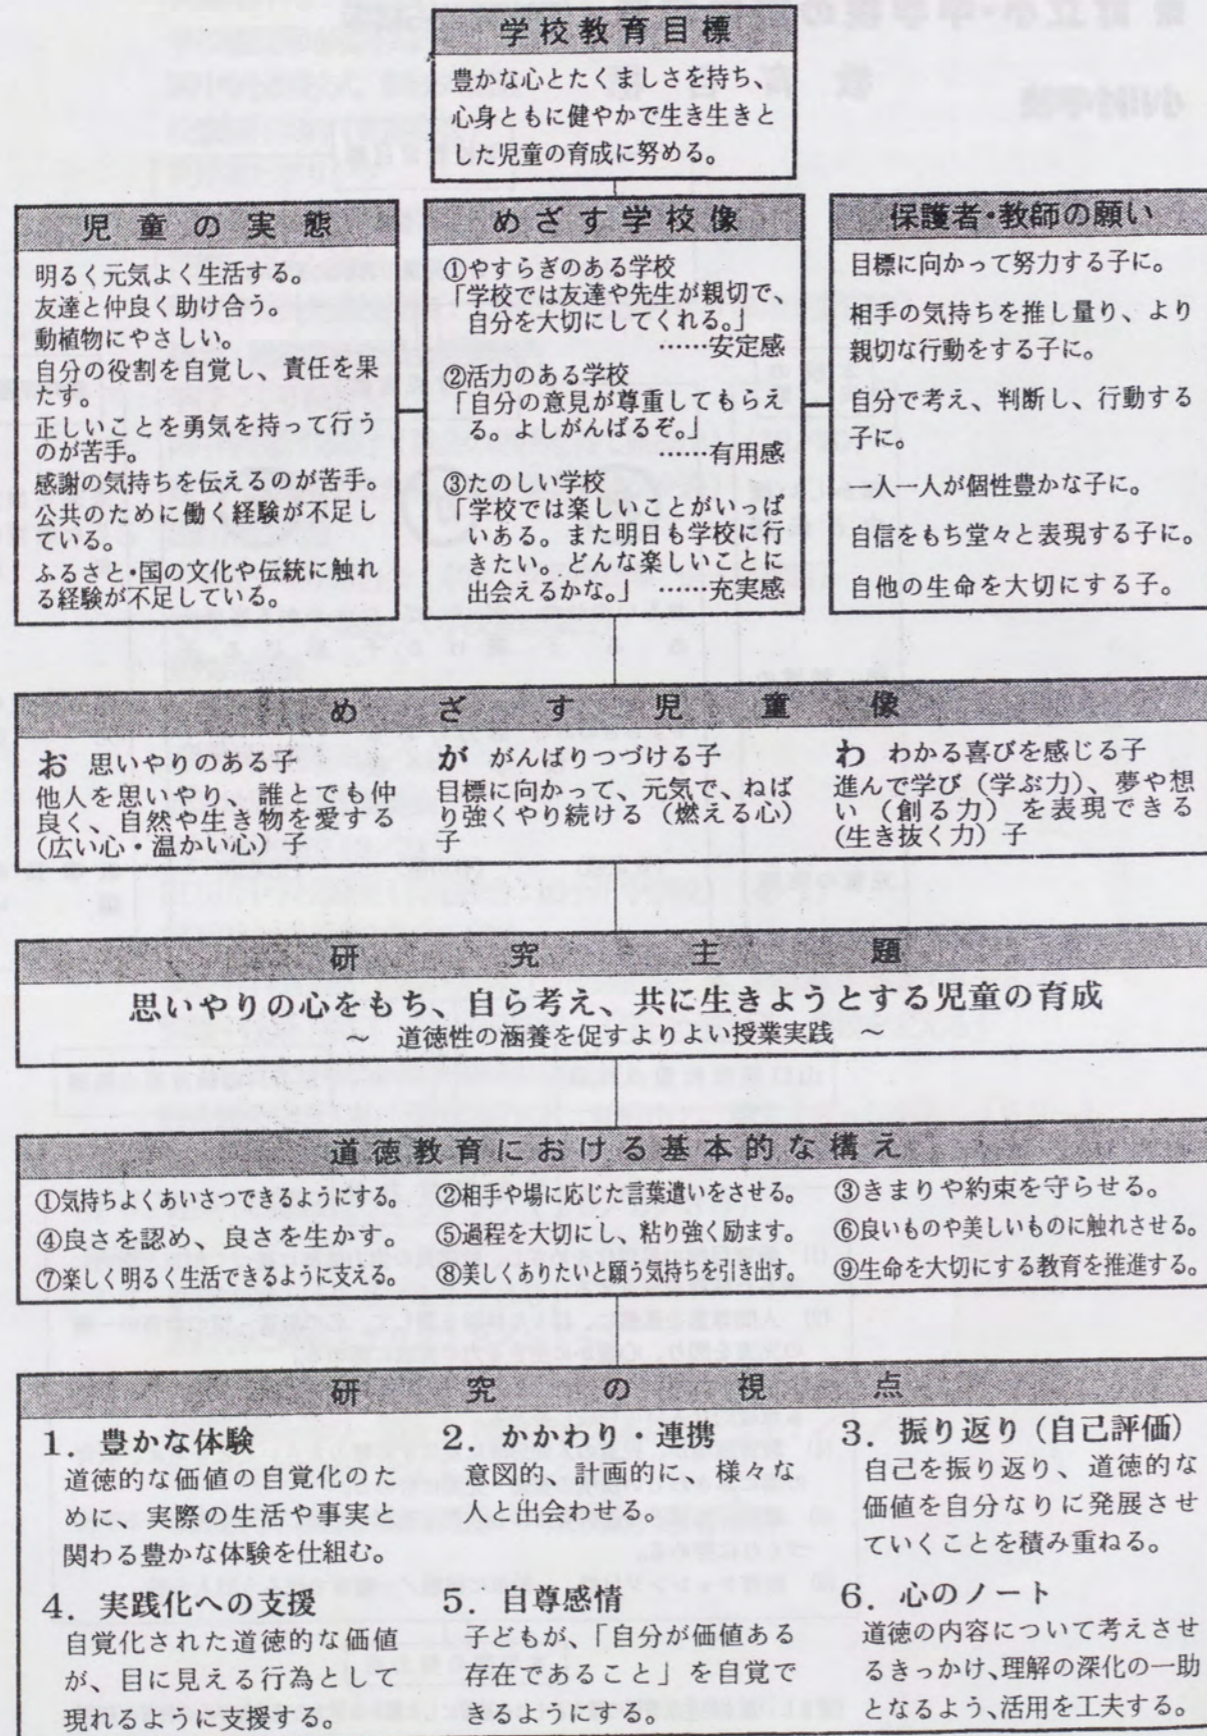 学校教育目標
豊かな心とたくましさを持ち、
心身ともに健やかで生き生きと
した児童の育成に努める。
児童の実態
明るく元気よく生活する。
友達と仲良く助け合う。
動植物にやさしい。
自分の役割を自覚し、責任を果
たす。
正しいことを勇気を持って行う
のが苦手。
感謝の気持ちを伝えるのが苦手。
公共のために働く経験が不足し
ている。
ふるさと・国の文化や伝統に触れ
る経験が不足している。
めざす学校像
①やすらぎのある学校
「学校では友達や先生が親切で、
自分を大切にしてくれる。」
……安定感
②活力のある学校
「自分の意見が尊重してもらえ
る。よしがんばるぞ。」
……有用感
③たのしい学校
「学校では楽しいことがいっぱ
いある。また明日も学校に行
きたい。どんな楽しいことに
出会えるかな。」 ……充実感
保護者・教師の願い
目標に向かって努力する子に。
相手の気持ちを推し量り、より
親切な行動をする子に。
自分で考え、判断し、行動する
子に。
一人一人が個性豊かな子に。
自信をもち堂々と表現する子に。
自他の生命を大切にする子。
めざす児童像
お 思いやりのある子
他人を思いやり、誰とでも仲
良く、自然や生き物を愛する
(広い心・温かい心)子
が がんばりつづける子
目標に向かって、元気で、ねば
り強くやり続ける(燃える心)
子
わ わかる喜びを感じる子
進んで学び(学ぶ力)、夢や想
い(創る力)を表現できる
(生き抜く力)子
研究主題
思いやりの心をもち、自ら考え、共に生きようとする児童の育成
~ 道徳性の涵養を促すよりよい授業実践 ~
道徳教育における基本的な構え
①気持ちよくあいさつできるようにする。 ②相手や場に応じた言葉遣いをさせる。 ③きまりや約束を守らせる。
④良さを認め、良さを生かす。 ⑤過程を大切にし、粘り強く励ます。 ⑥良いものや美しいものに触れさせる。
⑦楽しく明るく生活できるように支える。 ⑧美しくありたいと願う気持ちを引き出す。 ⑨生命を大切にする教育を推進する。
研究の視点
1.豊かな体験
道徳的な価値の自覚化のた
めに、実際の生活や事実と
関わる豊かな体験を仕組む。
2.かかわり・連携
意図的、計画的に、様々な
人と出会わせる。
3.振り返り(自己評価)
自己を振り返り、道徳的な
価値を自分なりに発展させ
ていくことを積み重ねる。
4.実践化への支援
自覚化された道徳的な価値
が、目に見える行為として
現れるように支援する。
5.自尊感情
子どもが、「自分が価値ある
存在であること」を自覚で
きるようにする。
6.心のノート
道徳の内容について考えさせ
るきっかけ、理解の深化の一助
となるよう、活用を工夫する。